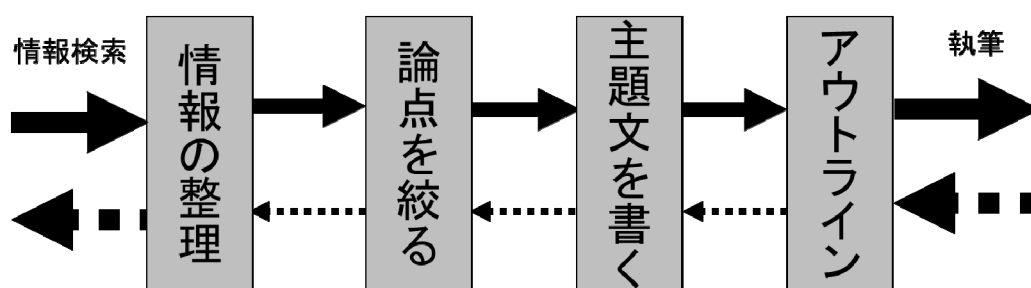 情報検索
情報の整理
論点を絞る
主題文を書く
アウトライン
執筆